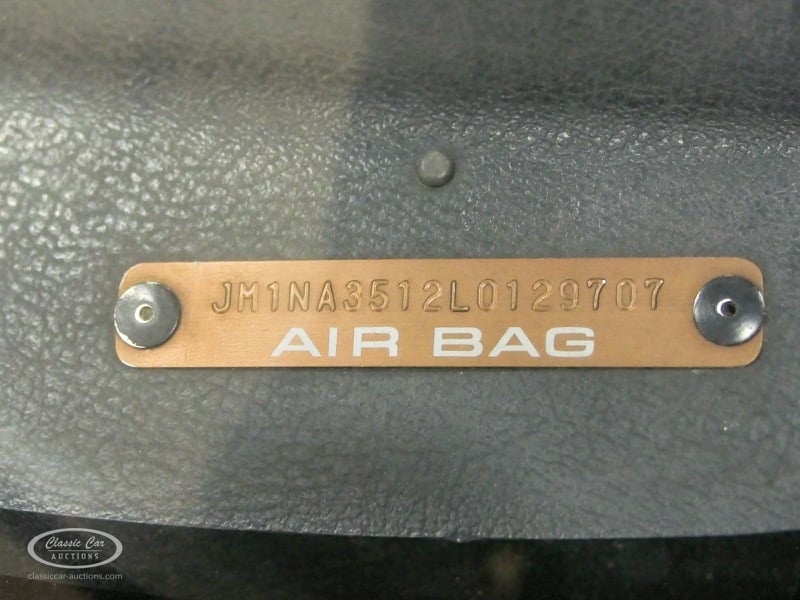 JM1NA3512L0129707
AIR BAG
Classic Car
AUCTIONS
classiccar-auctions.com